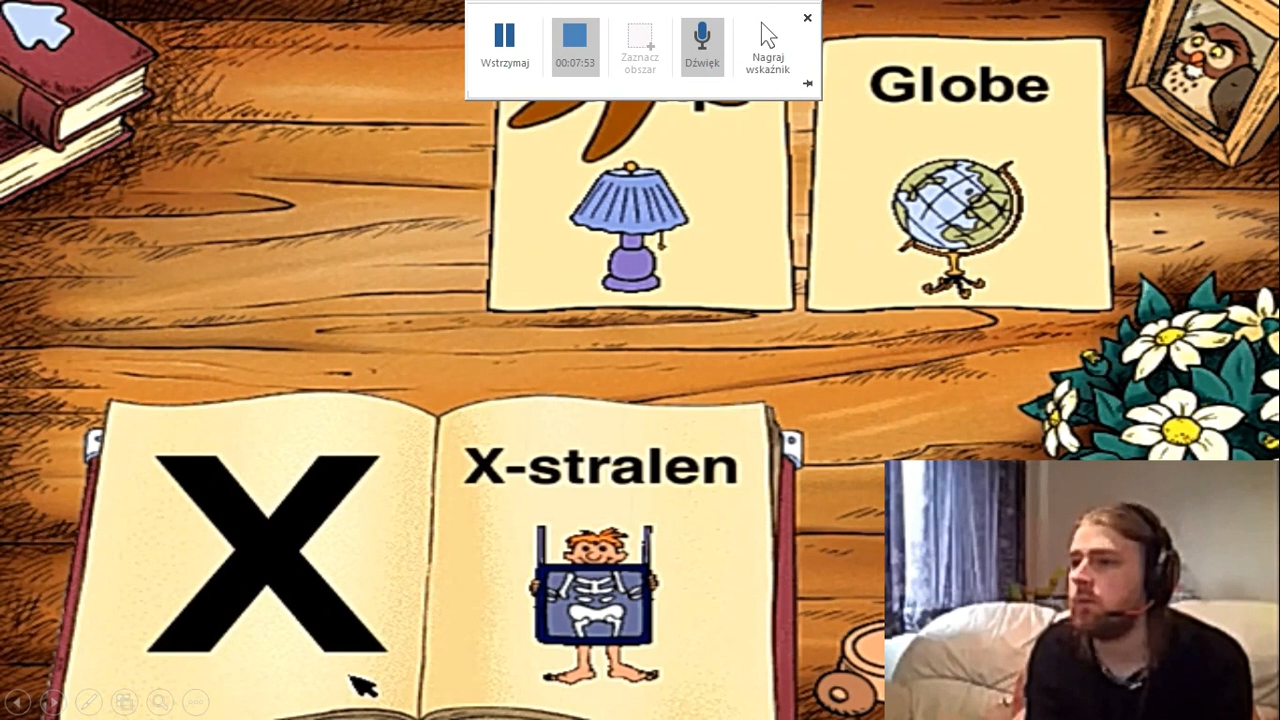 Wstrzymaj
00:07:53
Zaznacz
obszar
Dźwięk
Nagraj
wskaźnik
Globe
X
X-stralen